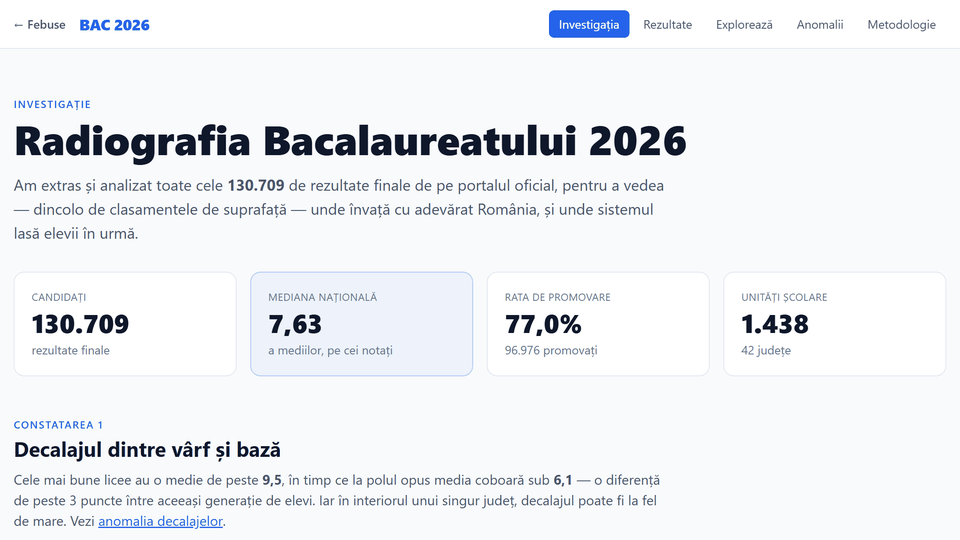 ← Febuse BAC 2026 Investigația Rezultate Explorează Anomalii Metodologie
INVESTIGAȚIE
Radiografia Bacalaureatului 2026
Am extras și analizat toate cele 130.709 de rezultate finale de pe portalul oficial, pentru a vedea
— dincolo de clasamentele de suprafață — unde învață cu adevărat România, și unde sistemul
lasă elevii în urmă.
CANDIDAȚI
130.709
rezultate finale
MEDIANA NAȚIONALĂ
7,63
a mediilor, pe cei notați
RATA DE PROMOVARE
77,0%
96.976 promovați
UNITĂȚI ȘCOLARE
1.438
42 județe
CONSTATAREA 1
Decalajul dintre vârf și bază
Cele mai bune licee au o medie de peste 9,5, în timp ce la polul opus media coboară sub 6,1 — o diferență
de peste 3 puncte între aceeași generație de elevi. Iar în interiorul unui singur județ, decalajul poate fi la fel
de mare. Vezi anomalia decalajelor.